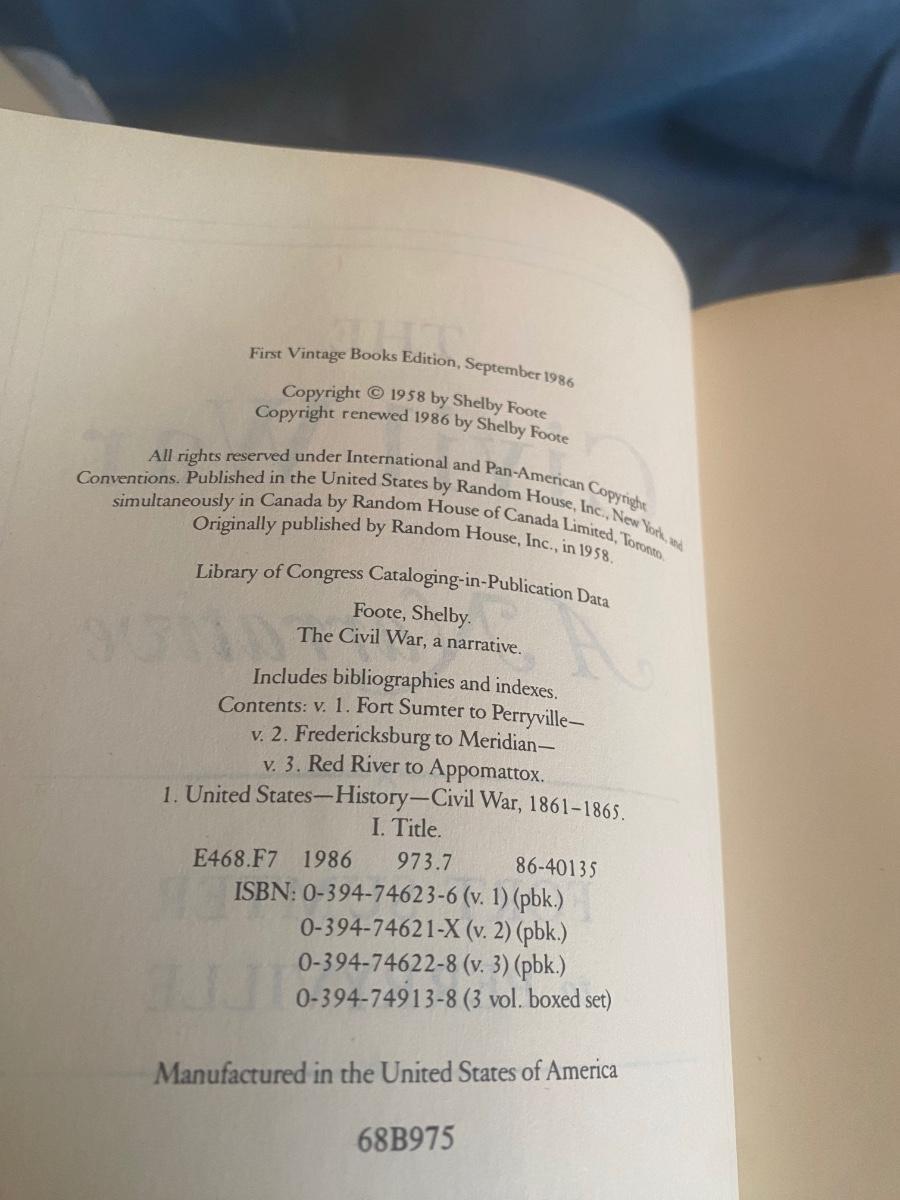 First Vintage Books Edition, September 1986
Copyright © 1958 by Shelby Foote
Copyright renewed 1986 by Shelby Foote
All rights reserved under International and Pan-American Copyright
Conventions. Published in the United States by Random House, Inc., New York, and
simultaneously in Canada by Random House of Canada Limited, Toronto.
Originally published by Random House, Inc., in 1958.
Library of Congress Cataloging-in-Publication Data
Foote, Shelby.
The Civil War, a narrative.
Includes bibliographies and indexes.
Contents: v. 1. Fort Sumter to Perryville—
v. 2. Fredericksburg to Meridian—
v. 3. Red River to Appomattox.
1. United States—History—Civil War, 1861–1865.
I. Title.
E468.F7 1986 973.7 86-40135
ISBN: 0-394-74623-6 (v. 1) (pbk.)
0-394-74621-X (v. 2) (pbk.)
0-394-74622-8 (v. 3) (pbk.)
0-394-74913-8 (3 vol. boxed set)
Manufactured in the United States of America
68B975